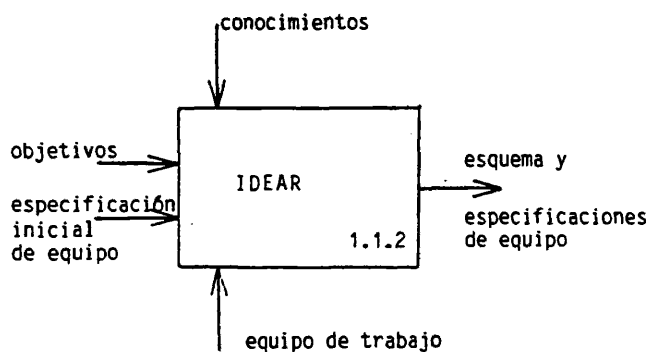 conocimientos
objetivos
especificación
inicial
de equipo
IDEAR
1.1.2
esquema y
especificaciones
de equipo
equipo de trabajo